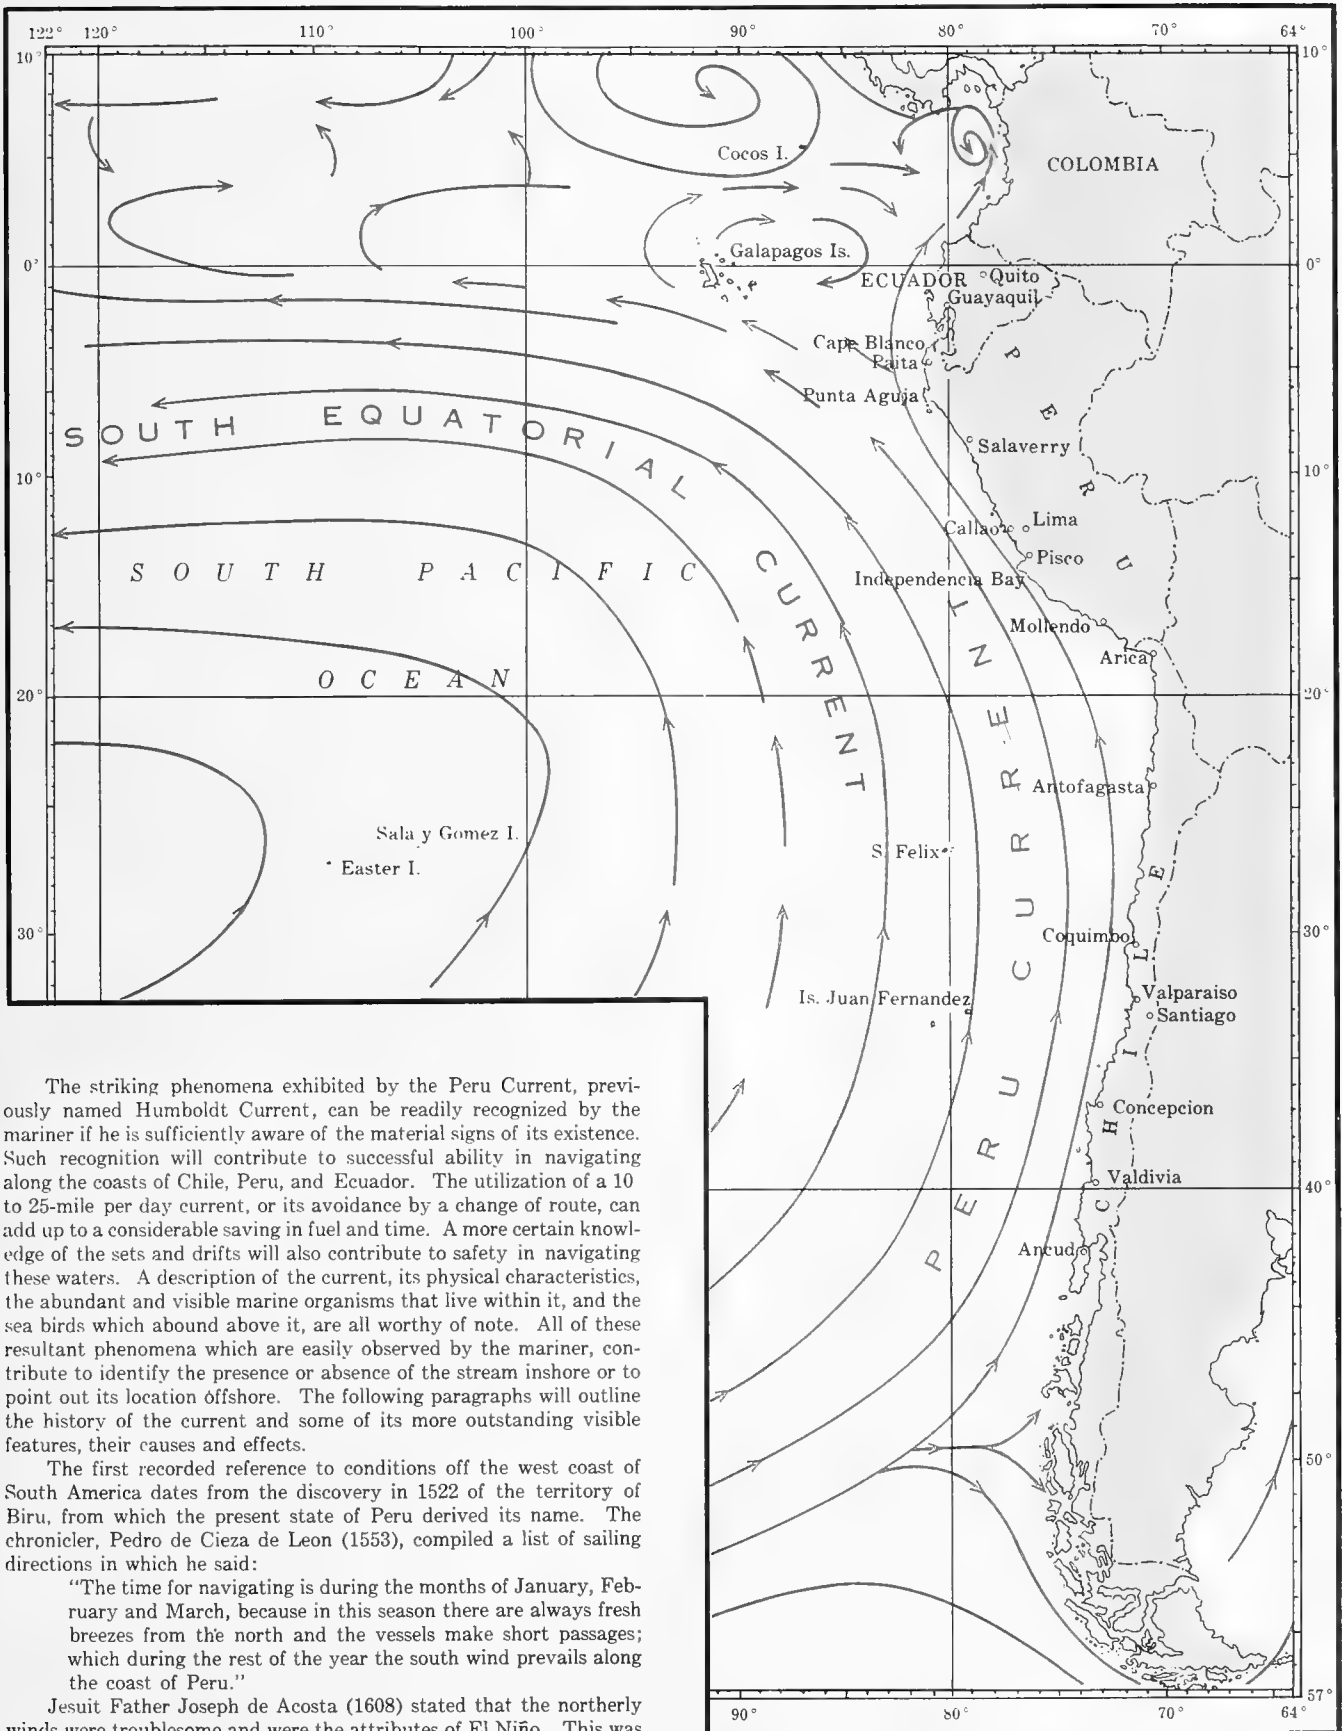 122° 120° 110° 100° 90° 80° 70° 64°
10° 10°
Cocos I.
COLOMBIA
Galapagos Is.
0° 0°
ECUADOR Quito
Guayaquil
Cape Blanco
Paita
Punta Aguja
PERU
SOUTH EQUATORIAL CURRENT
Salaverry
10° 10°
Callao Lima
Pisco
SOUTH PACIFIC
Independencia Bay
Mollendo
Arica
OCEAN
20° 20°
PERU CURRENT
Antofagasta
Sala y Gomez I.
Easter I.
S. Felix
CHILE
30° 30°
Coquimbo
Is. Juan Fernandez
Valparaiso
Santiago
Concepcion
Valdivia
40°
Ancud
50°
57°
90° 80° 70° 64°
The striking phenomena exhibited by the Peru Current, previ-
ously named Humboldt Current, can be readily recognized by the
mariner if he is sufficiently aware of the material signs of its existence.
Such recognition will contribute to successful ability in navigating
along the coasts of Chile, Peru, and Ecuador. The utilization of a 10
to 25-mile per day current, or its avoidance by a change of route, can
add up to a considerable saving in fuel and time. A more certain knowl-
edge of the sets and drifts will also contribute to safety in navigating
these waters. A description of the current, its physical characteristics,
the abundant and visible marine organisms that live within it, and the
sea birds which abound above it, are all worthy of note. All of these
resultant phenomena which are easily observed by the mariner, con-
tribute to identify the presence or absence of the stream inshore or to
point out its location offshore. The following paragraphs will outline
the history of the current and some of its more outstanding visible
features, their causes and effects.
The first recorded reference to conditions off the west coast of
South America dates from the discovery in 1522 of the territory of
Biru, from which the present state of Peru derived its name. The
chronicler, Pedro de Cieza de Leon (1553), compiled a list of sailing
directions in which he said:
"The time for navigating is during the months of January, Feb-
ruary and March, because in this season there are always fresh
breezes from the north and the vessels make short passages;
which during the rest of the year the south wind prevails along
the coast of Peru."
Jesuit Father Joseph de Acosta (1608) stated that the northerly
winds were troublesome and were the attributes of El Niño. This was